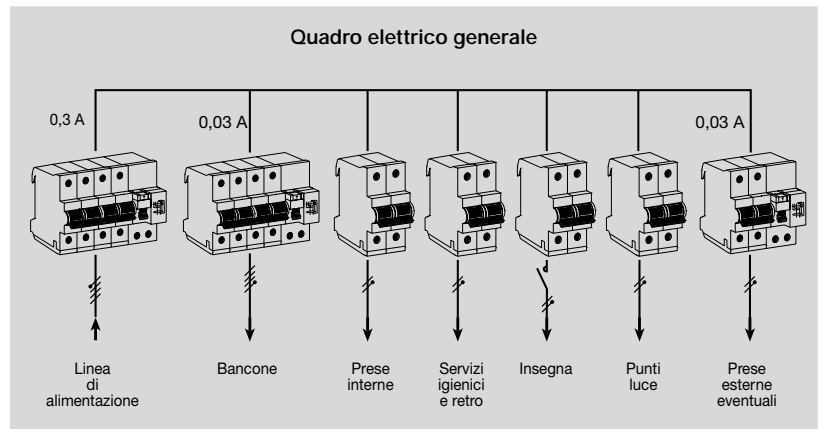 Quadro elettrico generale
0,3 A
0,03 A
0,03 A
Linea
di
alimentazione
Bancone
Prese
interne
Servizi
igienici
e retro
Insegna
Punti
luce
Prese
esterne
eventuali